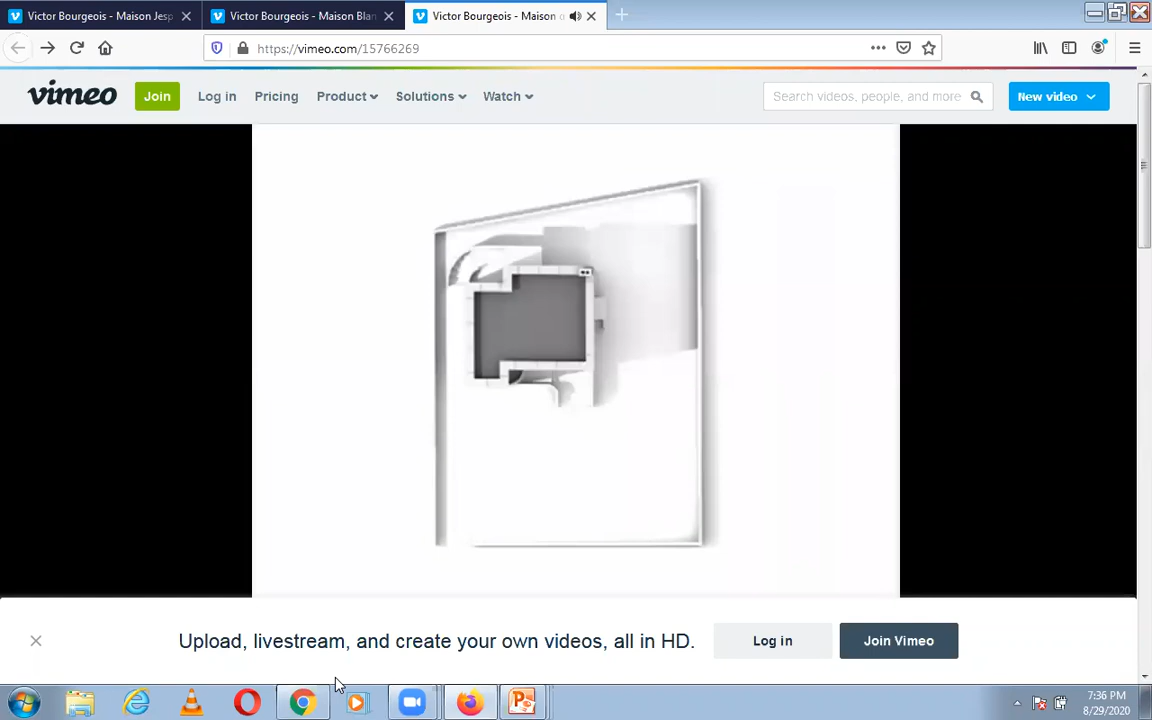 Victor Bourgeois - Maison Jesp
Victor Bourgeois - Maison Blan
Victor Bourgeois - Maison o
https://vimeo.com/15766269
vimeo
Join
Log in
Pricing
Product
Solutions
Watch
Search videos, people, and more
New video
Upload, livestream, and create your own videos, all in HD.
Log in
Join Vimeo
7:36 PM
8/29/2020